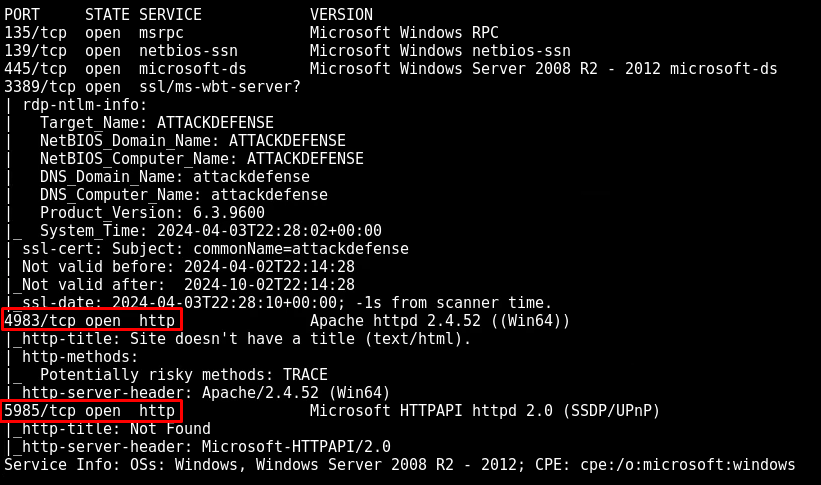 PORT     STATE SERVICE            VERSION
135/tcp  open  msrpc              Microsoft Windows RPC
139/tcp  open  netbios-ssn        Microsoft Windows netbios-ssn
445/tcp  open  microsoft-ds       Microsoft Windows Server 2008 R2 - 2012 microsoft-ds
3389/tcp open  ssl/ms-wbt-server?
| rdp-ntlm-info:
|   Target_Name: ATTACKDEFENSE
|   NetBIOS_Domain_Name: ATTACKDEFENSE
|   NetBIOS_Computer_Name: ATTACKDEFENSE
|   DNS_Domain_Name: attackdefense
|   DNS_Computer_Name: attackdefense
|   Product_Version: 6.3.9600
|_  System_Time: 2024-04-03T22:28:02+00:00
| ssl-cert: Subject: commonName=attackdefense
| Not valid before: 2024-04-02T22:14:28
|_Not valid after:  2024-10-02T22:14:28
|_ssl-date: 2024-04-03T22:28:10+00:00; -1s from scanner time.
4983/tcp open  http               Apache httpd 2.4.52 ((Win64))
|_http-title: Site doesn't have a title (text/html).
| http-methods:
|_  Potentially risky methods: TRACE
|_http-server-header: Apache/2.4.52 (Win64)
5985/tcp open  http               Microsoft HTTPAPI httpd 2.0 (SSDP/UPnP)
|_http-title: Not Found
|_http-server-header: Microsoft-HTTPAPI/2.0
Service Info: OSs: Windows, Windows Server 2008 R2 - 2012; CPE: cpe:/o:microsoft:windows